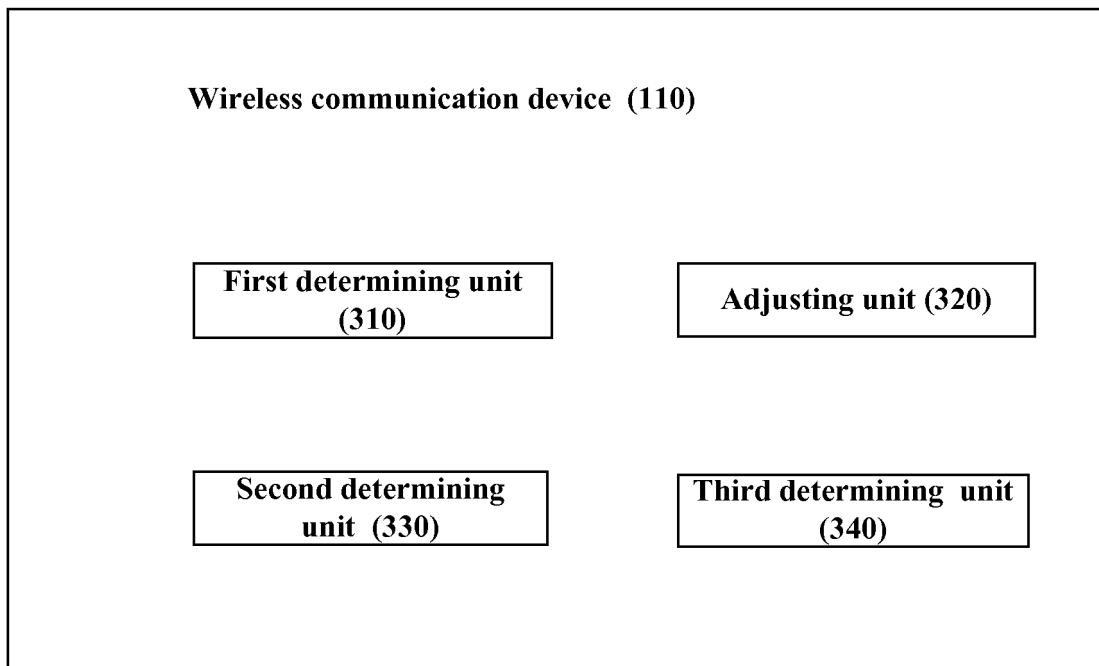 Wireless communication device (110)
First determining unit
(310)
Adjusting unit (320)
Second determining
unit (330)
Third determining unit
(340)